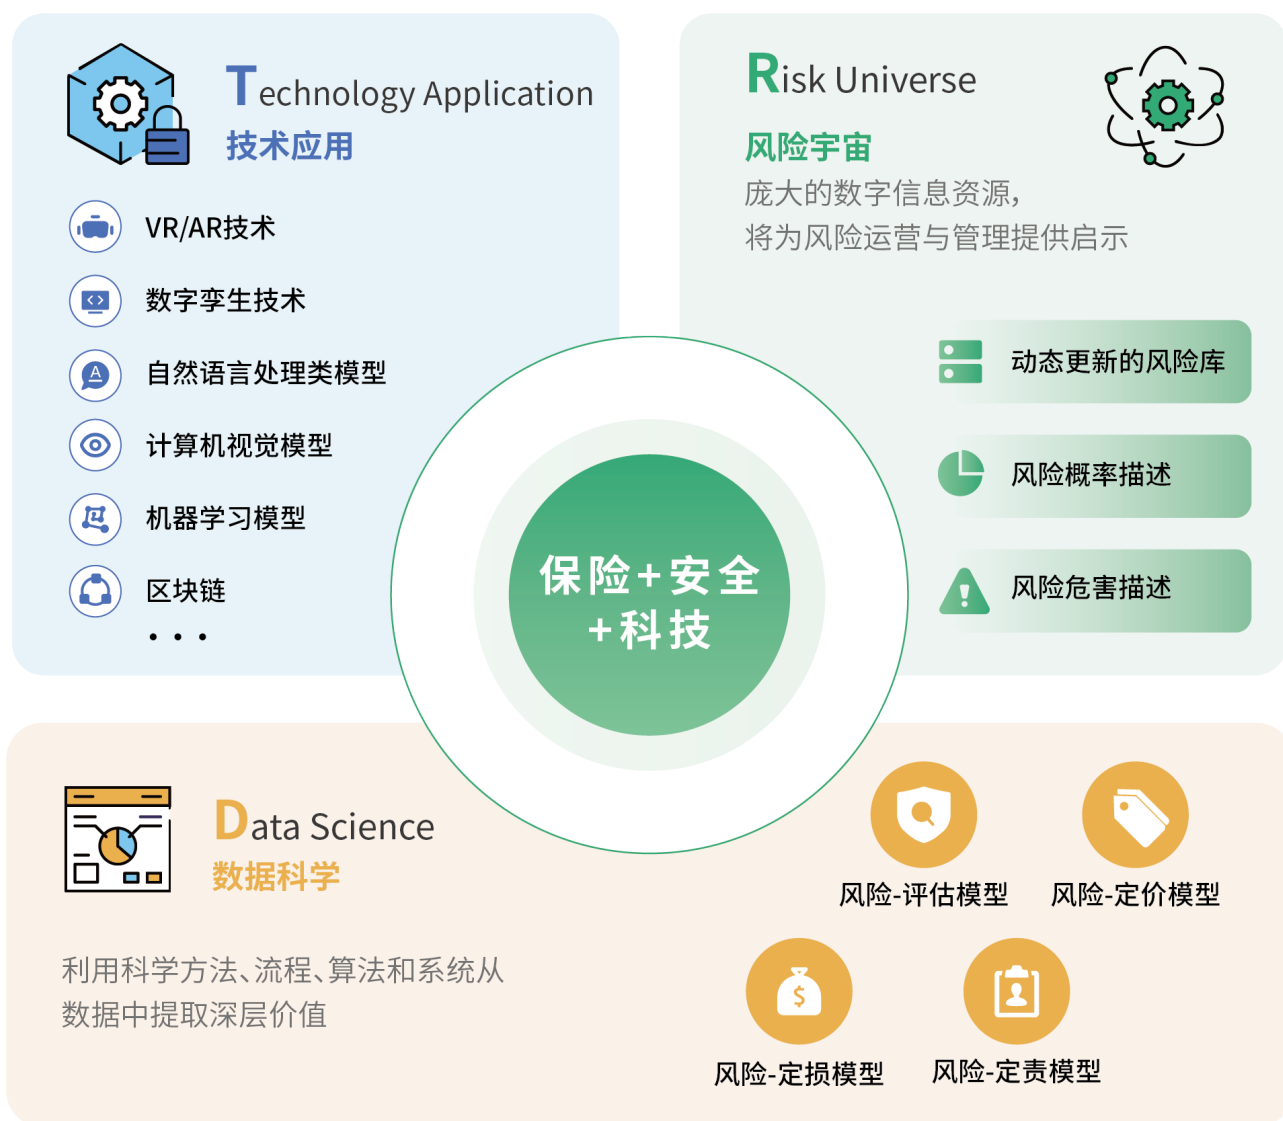 Technology Application
技术应用
VR/AR技术
数字孪生技术
自然语言处理类模型
计算机视觉模型
机器学习模型
区块链
...
Risk Universe
风险宇宙
庞大的数字信息资源，
将为风险运营与管理提供启示
动态更新的风险库
风险概率描述
风险危害描述
保险+安全
+科技
Data Science
数据科学
利用科学方法、流程、算法和系统从
数据中提取深层价值
风险-评估模型
风险-定价模型
风险-定损模型
风险-定责模型